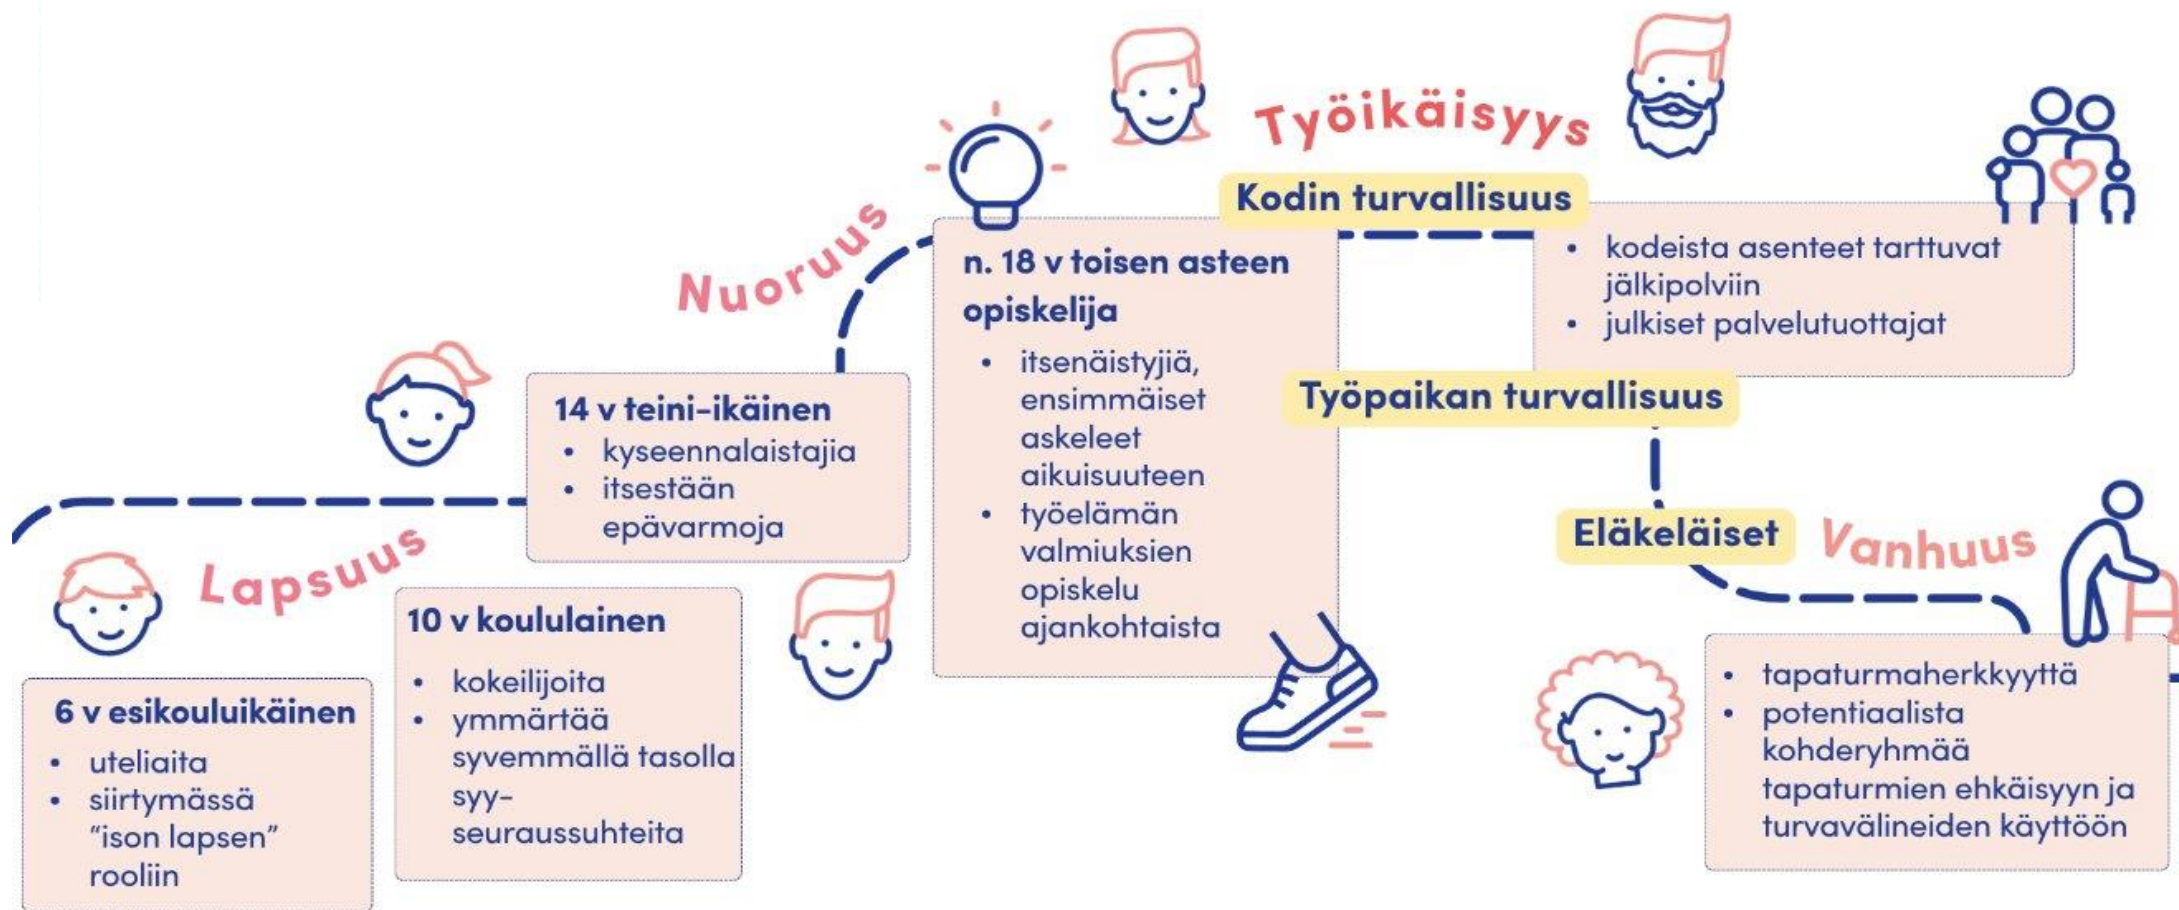 Lapsuus
6 v esikouluikäinen
• uteliaita
• siirtymässä
"ison lapsen"
rooliin
10 v koululainen
• kokeilijoita
• ymmärtää
syvemmällä tasolla
syy-
seuraussuhteita
14 v teini-ikäinen
• kyseennalaistajia
• itsestään
epävarmoja
Nuoruus
n. 18 v toisen asteen
opiskelija
• itsenäistyjiä,
ensimmäiset
askeleet
aikuisuuteen
• työelämän
valmiuksien
opiskelu
ajankohtaista
Työikäisyys
Kodin turvallisuus
• kodeista asenteet tarttuvat
jälkipolviin
• julkiset palvelutuottajat
Työpaikan turvallisuus
Eläkeläiset
Vanhuus
• tapaturmaherkkyyttä
• potentiaalista
kohderyhmää
tapaturmien ehkäisyyn ja
turvavälineiden käyttöön